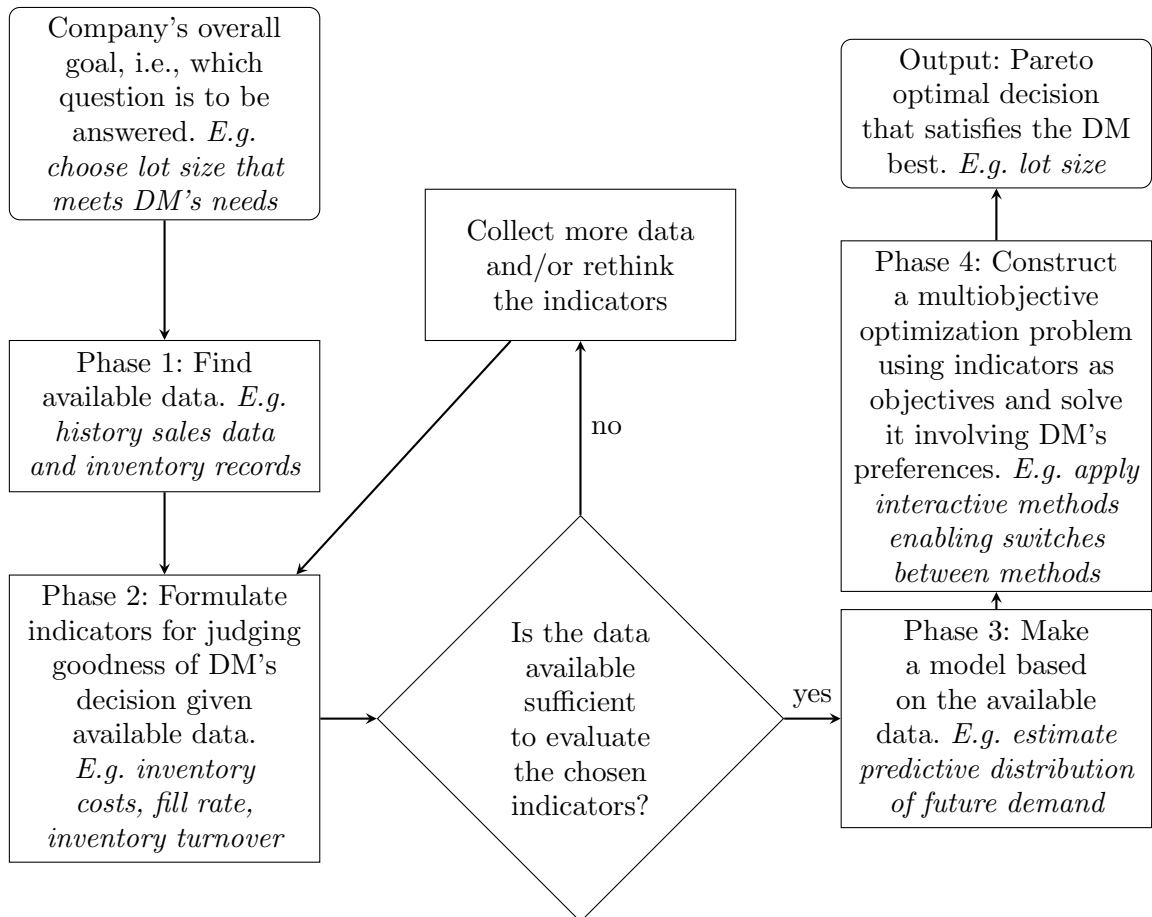 Company's overall
goal, i.e., which
question is to be
answered. E.g.
choose lot size that
meets DM's needs
Phase 1: Find
available data. E.g.
history sales data
and inventory records
Phase 2: Formulate
indicators for judging
goodness of DM's
decision given
available data.
E.g. inventory
costs, fill rate,
inventory turnover
Collect more data
and/or rethink
the indicators
no
Is the data
available
sufficient
to evaluate
the chosen
indicators?
yes
Phase 3: Make
a model based
on the available
data. E.g. estimate
predictive distribution
of future demand
Phase 4: Construct
a multiobjective
optimization problem
using indicators as
objectives and solve
it involving DM's
preferences. E.g. apply
interactive methods
enabling switches
between methods
Output: Pareto
optimal decision
that satisfies the DM
best. E.g. lot size